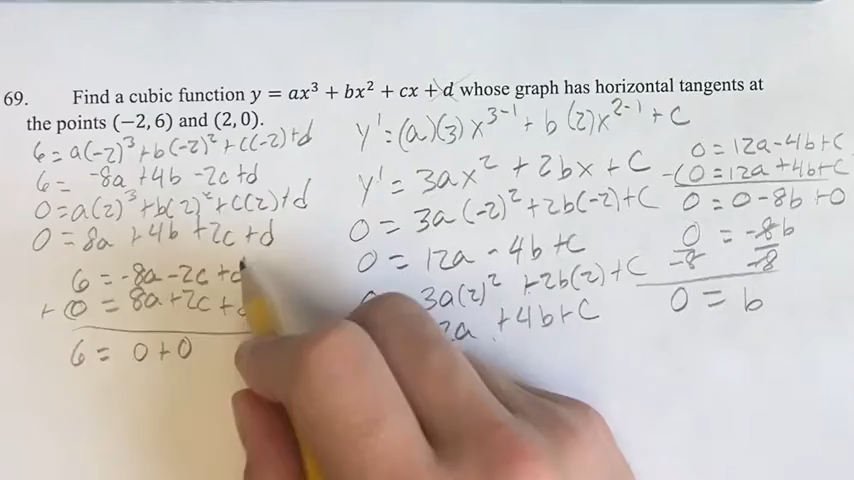 69. Find a cubic function y = ax³ + bx² + cx + d whose graph has horizontal tangents at
the points (−2, 6) and (2, 0).
6 = a(-2)³ + b(-2)² + c(-2) + d
6 = -8a + 4b - 2c + d
0 = a(2)³ + b(2)² + c(2) + d
0 = 8a + 4b + 2c + d
6 = -8a - 2c + d
+ 0 = 8a + 2c +
6 = 0 + 0
y' = (a)(3)x³⁻¹ + b(2)x²⁻¹ + c
y' = 3ax² + 2bx + c
0 = 3a(-2)² + 2b(-2) + c
0 = 12a - 4b + c
3a(2)² + 2b(2) + c
2a + 4b + c
0 = 12a - 4b + c
-(0 = 12a + 4b + c
0 = 0 - 8b + 0
0 = -8b
-8 -8
0 = b